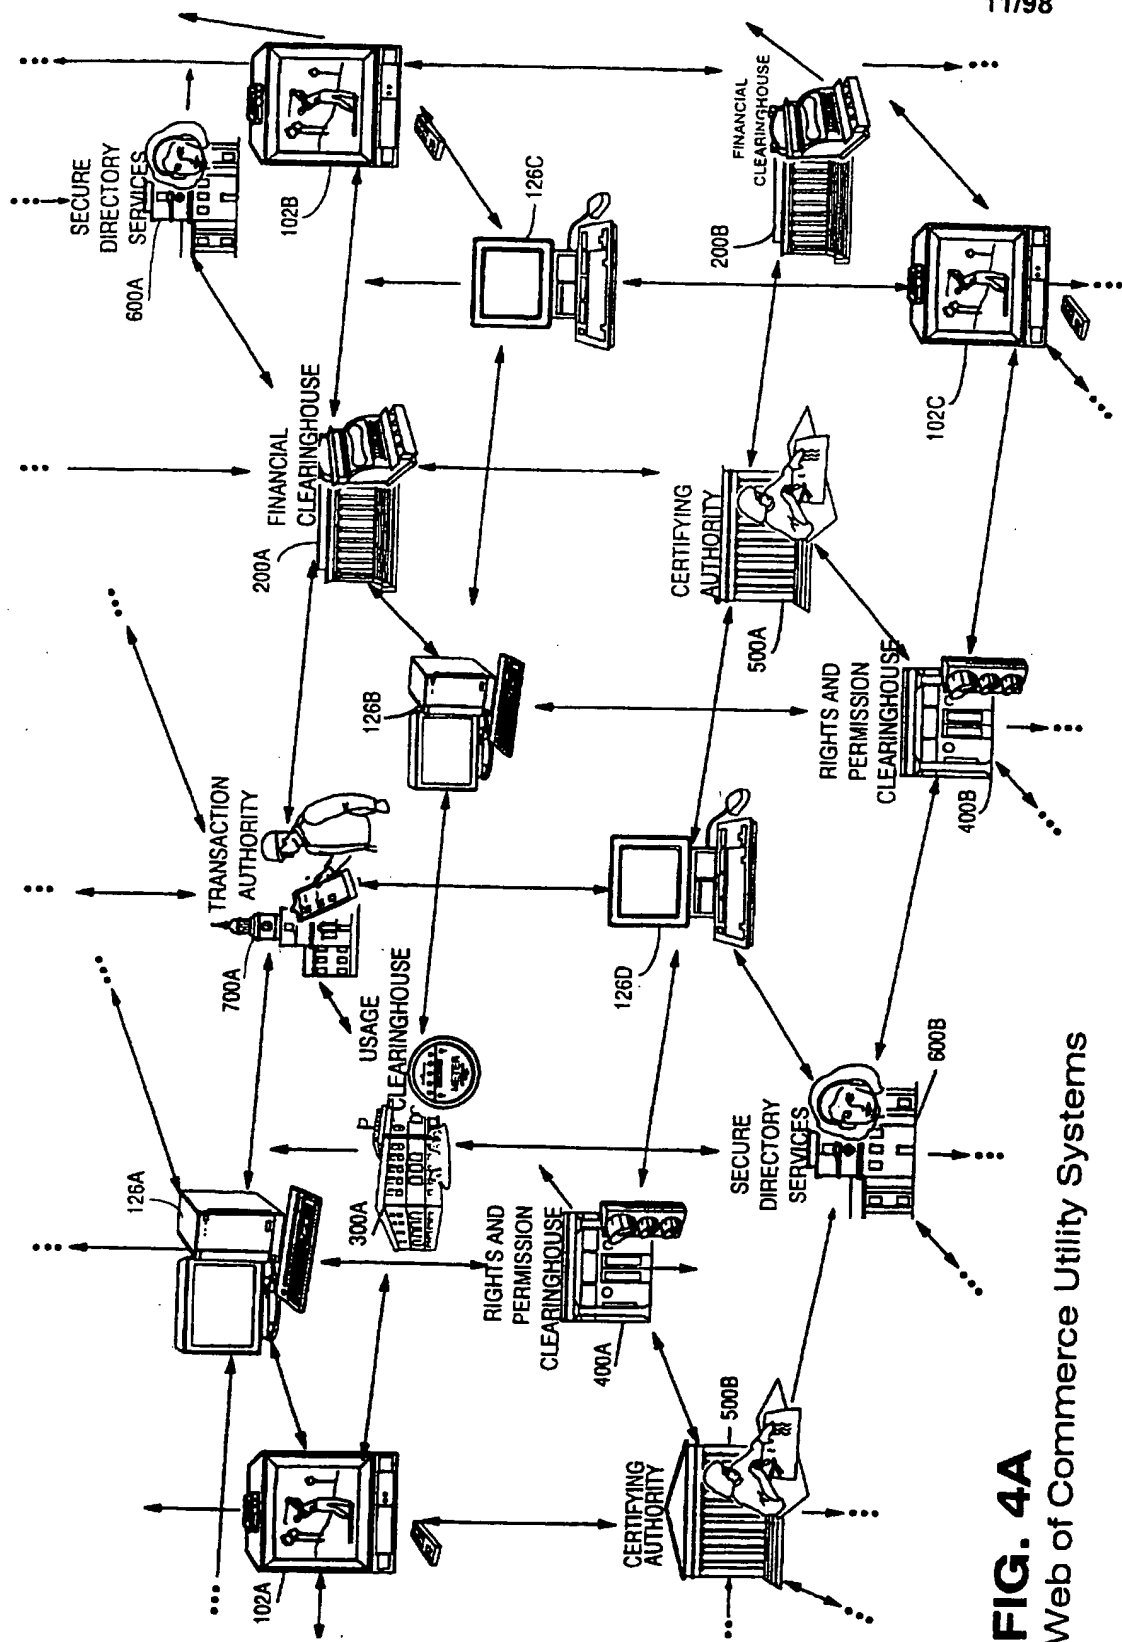 11/98
SECURE
DIRECTORY
SERVICES
600A
102B
126C
FINANCIAL
CLEARINGHOUSE
200B
102C
FINANCIAL
CLEARINGHOUSE
200A
CERTIFYING
AUTHORITY
500A
126B
RIGHTS AND
PERMISSION
CLEARINGHOUSE
400B
TRANSACTION
AUTHORITY
700A
126D
USAGE
CLEARINGHOUSE
METER
300A
SECURE
DIRECTORY
SERVICES
600B
126A
RIGHTS AND
PERMISSION
CLEARINGHOUSE
400A
102A
CERTIFYING
AUTHORITY
500B
FIG. 4A
Web of Commerce Utility Systems